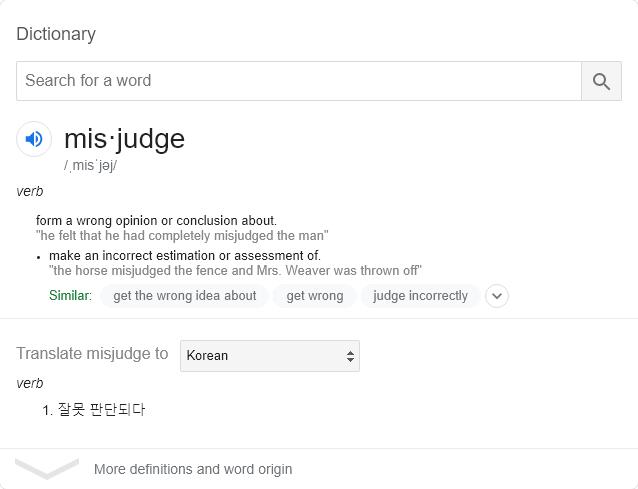 Dictionary
Search for a word
mis·judge
/ˌmisˈjəj/
verb
form a wrong opinion or conclusion about.
"he felt that he had completely misjudged the man"
• make an incorrect estimation or assessment of.
"the horse misjudged the fence and Mrs. Weaver was thrown off"
Similar: get the wrong idea about get wrong judge incorrectly
Translate misjudge to Korean
verb
1. 잘못 판단되다
More definitions and word origin